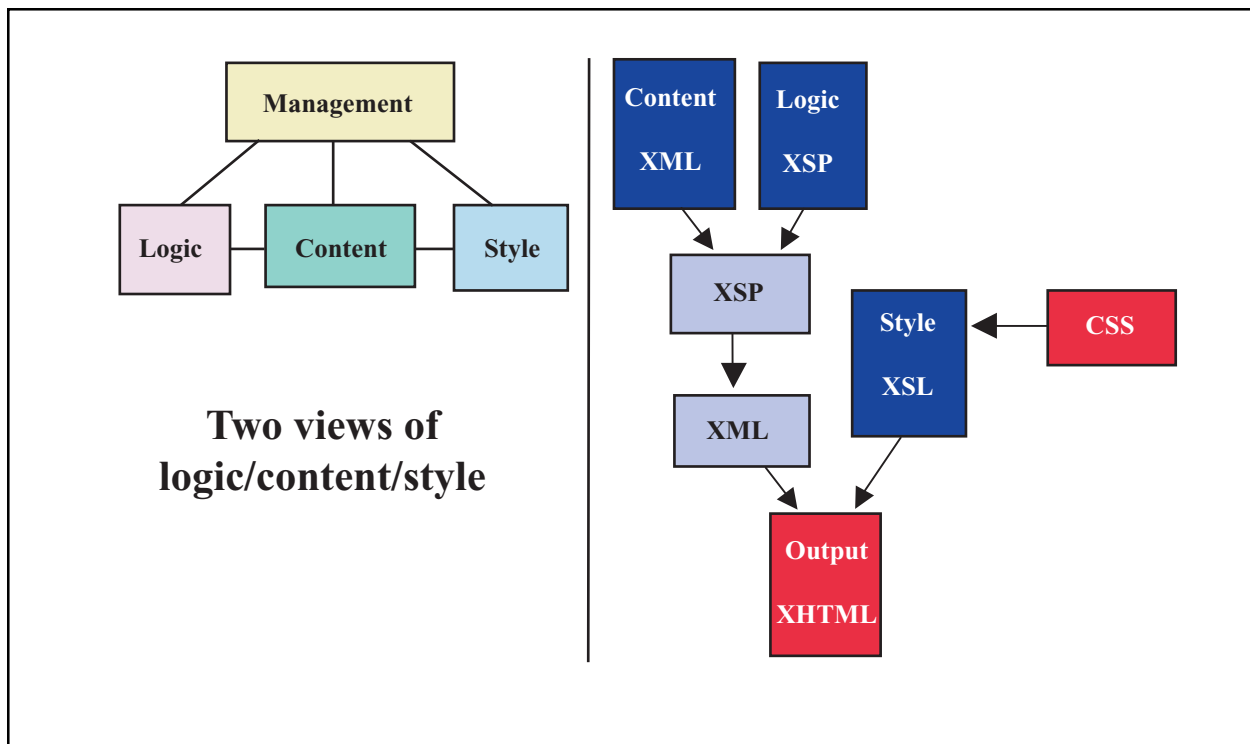 Management
Logic
Content
Style
Two views of
logic/content/style
Content
XML
Logic
XSP
XSP
XML
Style
XSL
CSS
Output
XHTML